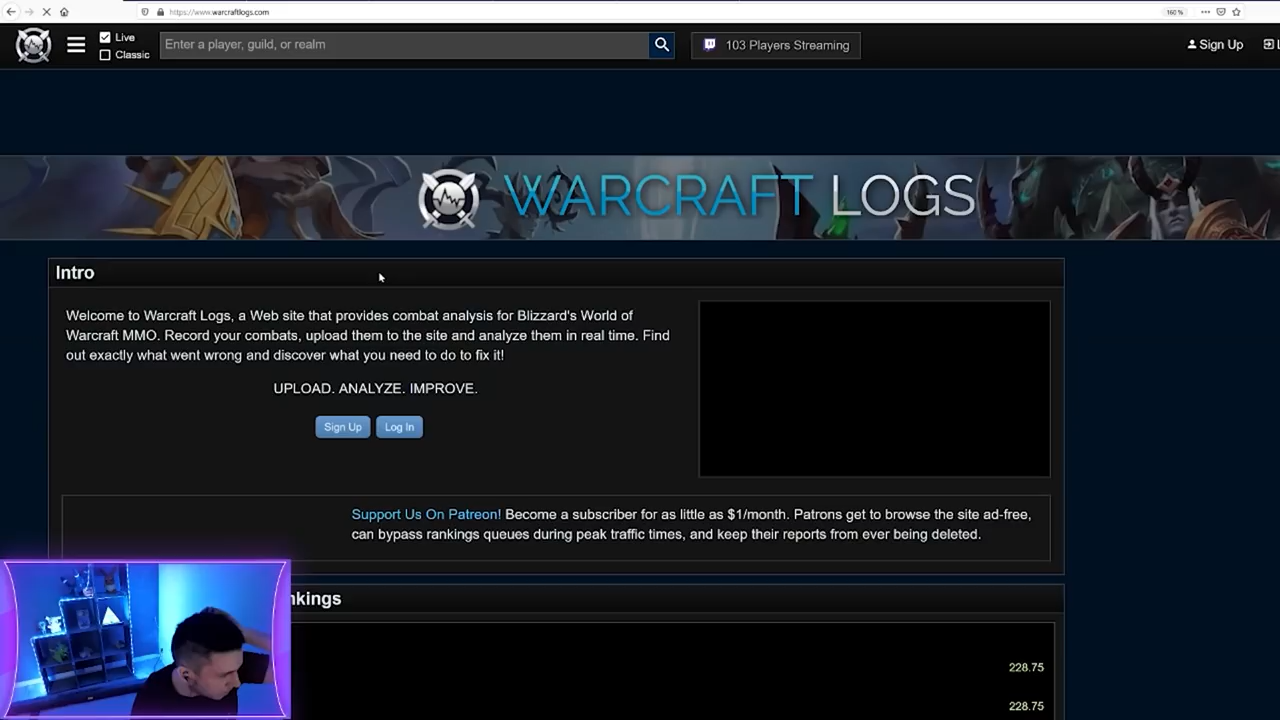 https://www.warcraftlogs.com
160%
Live
Classic
Enter a player, guild, or realm
103 Players Streaming
Sign Up
WARCRAFT LOGS
Intro
Welcome to Warcraft Logs, a Web site that provides combat analysis for Blizzard's World of
Warcraft MMO. Record your combats, upload them to the site and analyze them in real time. Find
out exactly what went wrong and discover what you need to do to fix it!
UPLOAD. ANALYZE. IMPROVE.
Sign Up
Log In
Support Us On Patreon! Become a subscriber for as little as $1/month. Patrons get to browse the site ad-free,
can bypass rankings queues during peak traffic times, and keep their reports from ever being deleted.
nkings
228.75
228.75